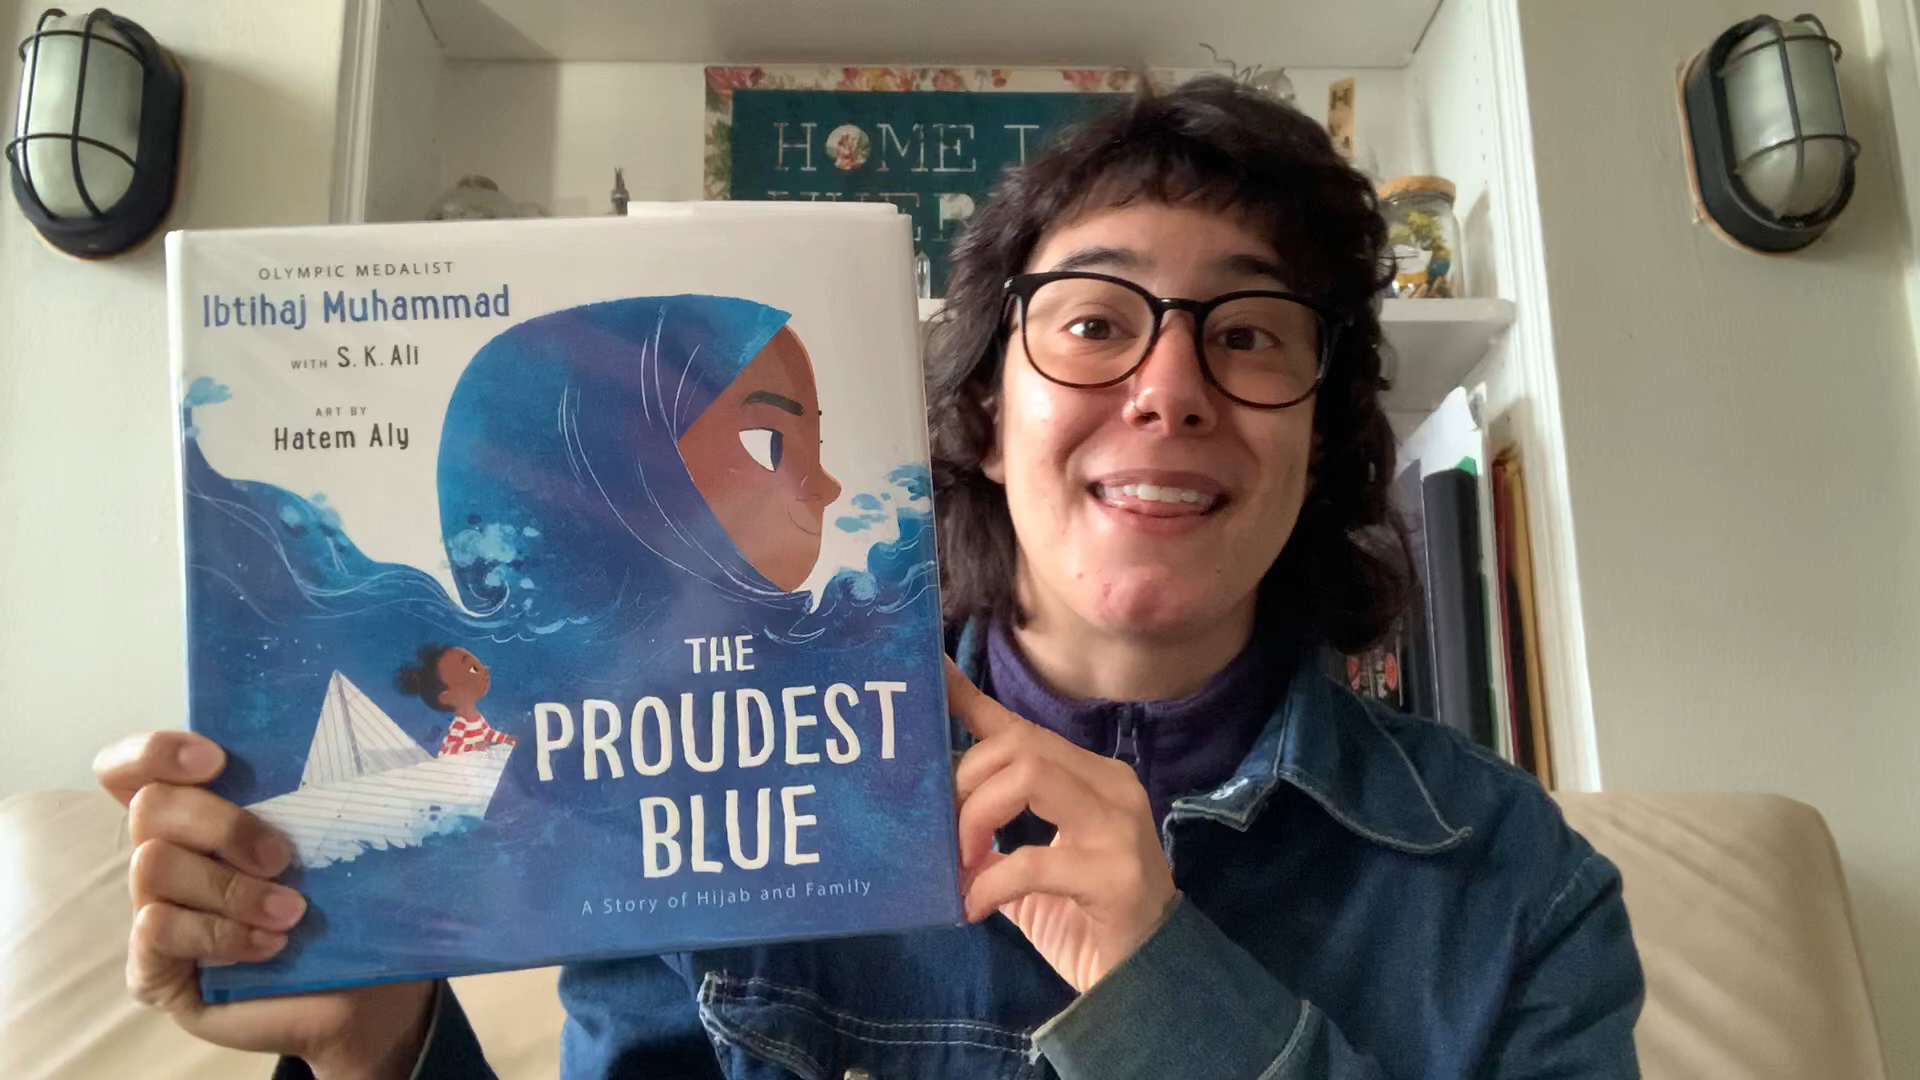 HOME
OLYMPIC MEDALIST
Ibtihaj Muhammad
WITH S. K. Ali
ART BY
Hatem Aly
THE
PROUDEST
BLUE
A Story of Hijab and Family